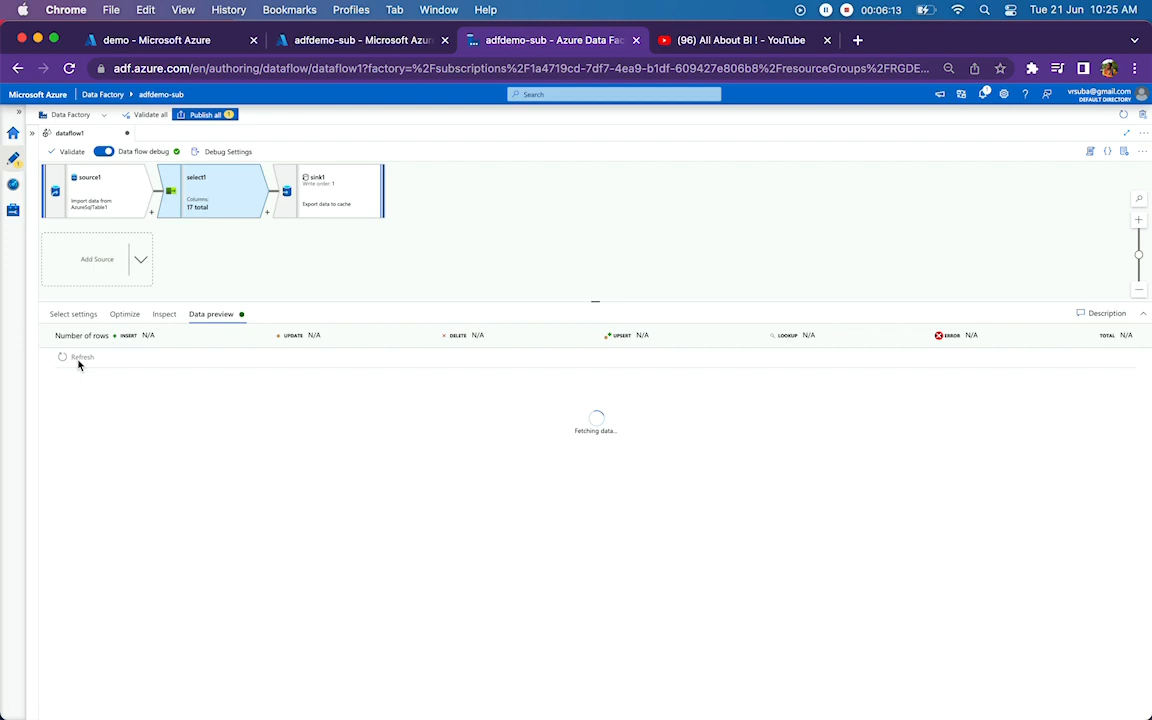 Chrome File Edit View History Bookmarks Profiles Tab Window Help 00:06:13 Tue 21 Jun 10:25 AM
demo - Microsoft Azure adfdemo-sub - Microsoft Azur adfdemo-sub - Azure Data Fac (96) All About BI ! - YouTube
adf.azure.com/en/authoring/dataflow/dataflow1?factory=%2Fsubscriptions%2F1a4719cd-7df7-4ea9-b1df-609427e806b8%2FresourceGroups%2FRGDE...
Microsoft Azure Data Factory adfdemo-sub Search 1 vrsuba@gmail.com
DEFAULT DIRECTORY
Data Factory Validate all Publish all 1
dataflow1
Validate Data flow debug Debug Settings
source1
Import data from
AzureSqlTable1
select1
Columns:
17 total
sink1
Write order: 1
Export data to cache
Add Source
Select settings Optimize Inspect Data preview Description
Number of rows INSERT N/A UPDATE N/A DELETE N/A UPSERT N/A LOOKUP N/A ERROR N/A TOTAL N/A
Refresh
Fetching data...